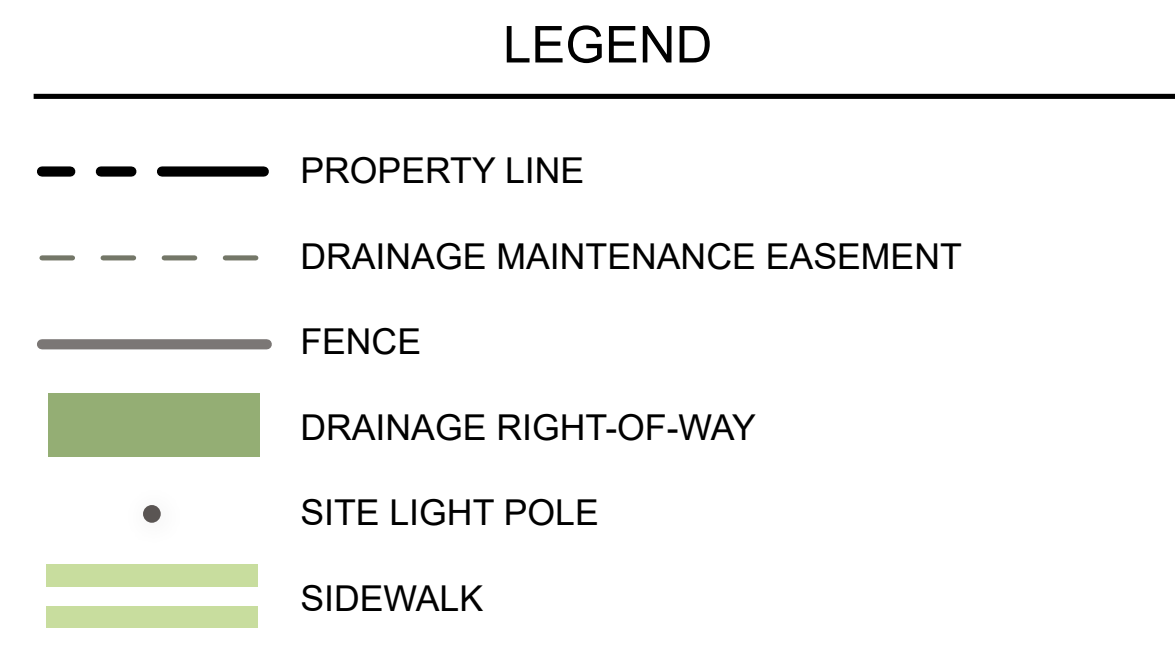 LEGEND
PROPERTY LINE
DRAINAGE MAINTENANCE EASEMENT
FENCE
DRAINAGE RIGHT-OF-WAY
SITE LIGHT POLE
SIDEWALK